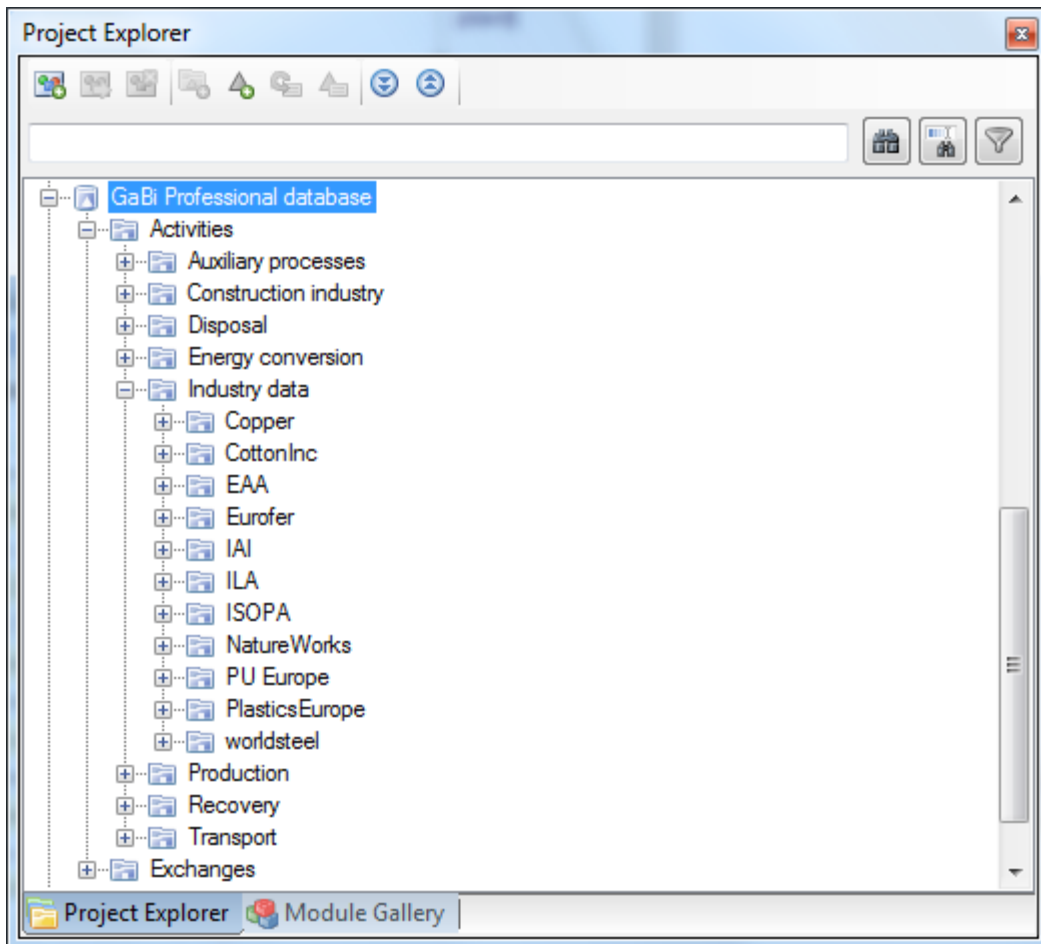 Project Explorer
GaBi Professional database
Activities
Auxiliary processes
Construction industry
Disposal
Energy conversion
Industry data
Copper
CottonInc
EAA
Eurofer
IAI
ILA
ISOPA
NatureWorks
PU Europe
PlasticsEurope
worldsteel
Production
Recovery
Transport
Exchanges
Project Explorer Module Gallery